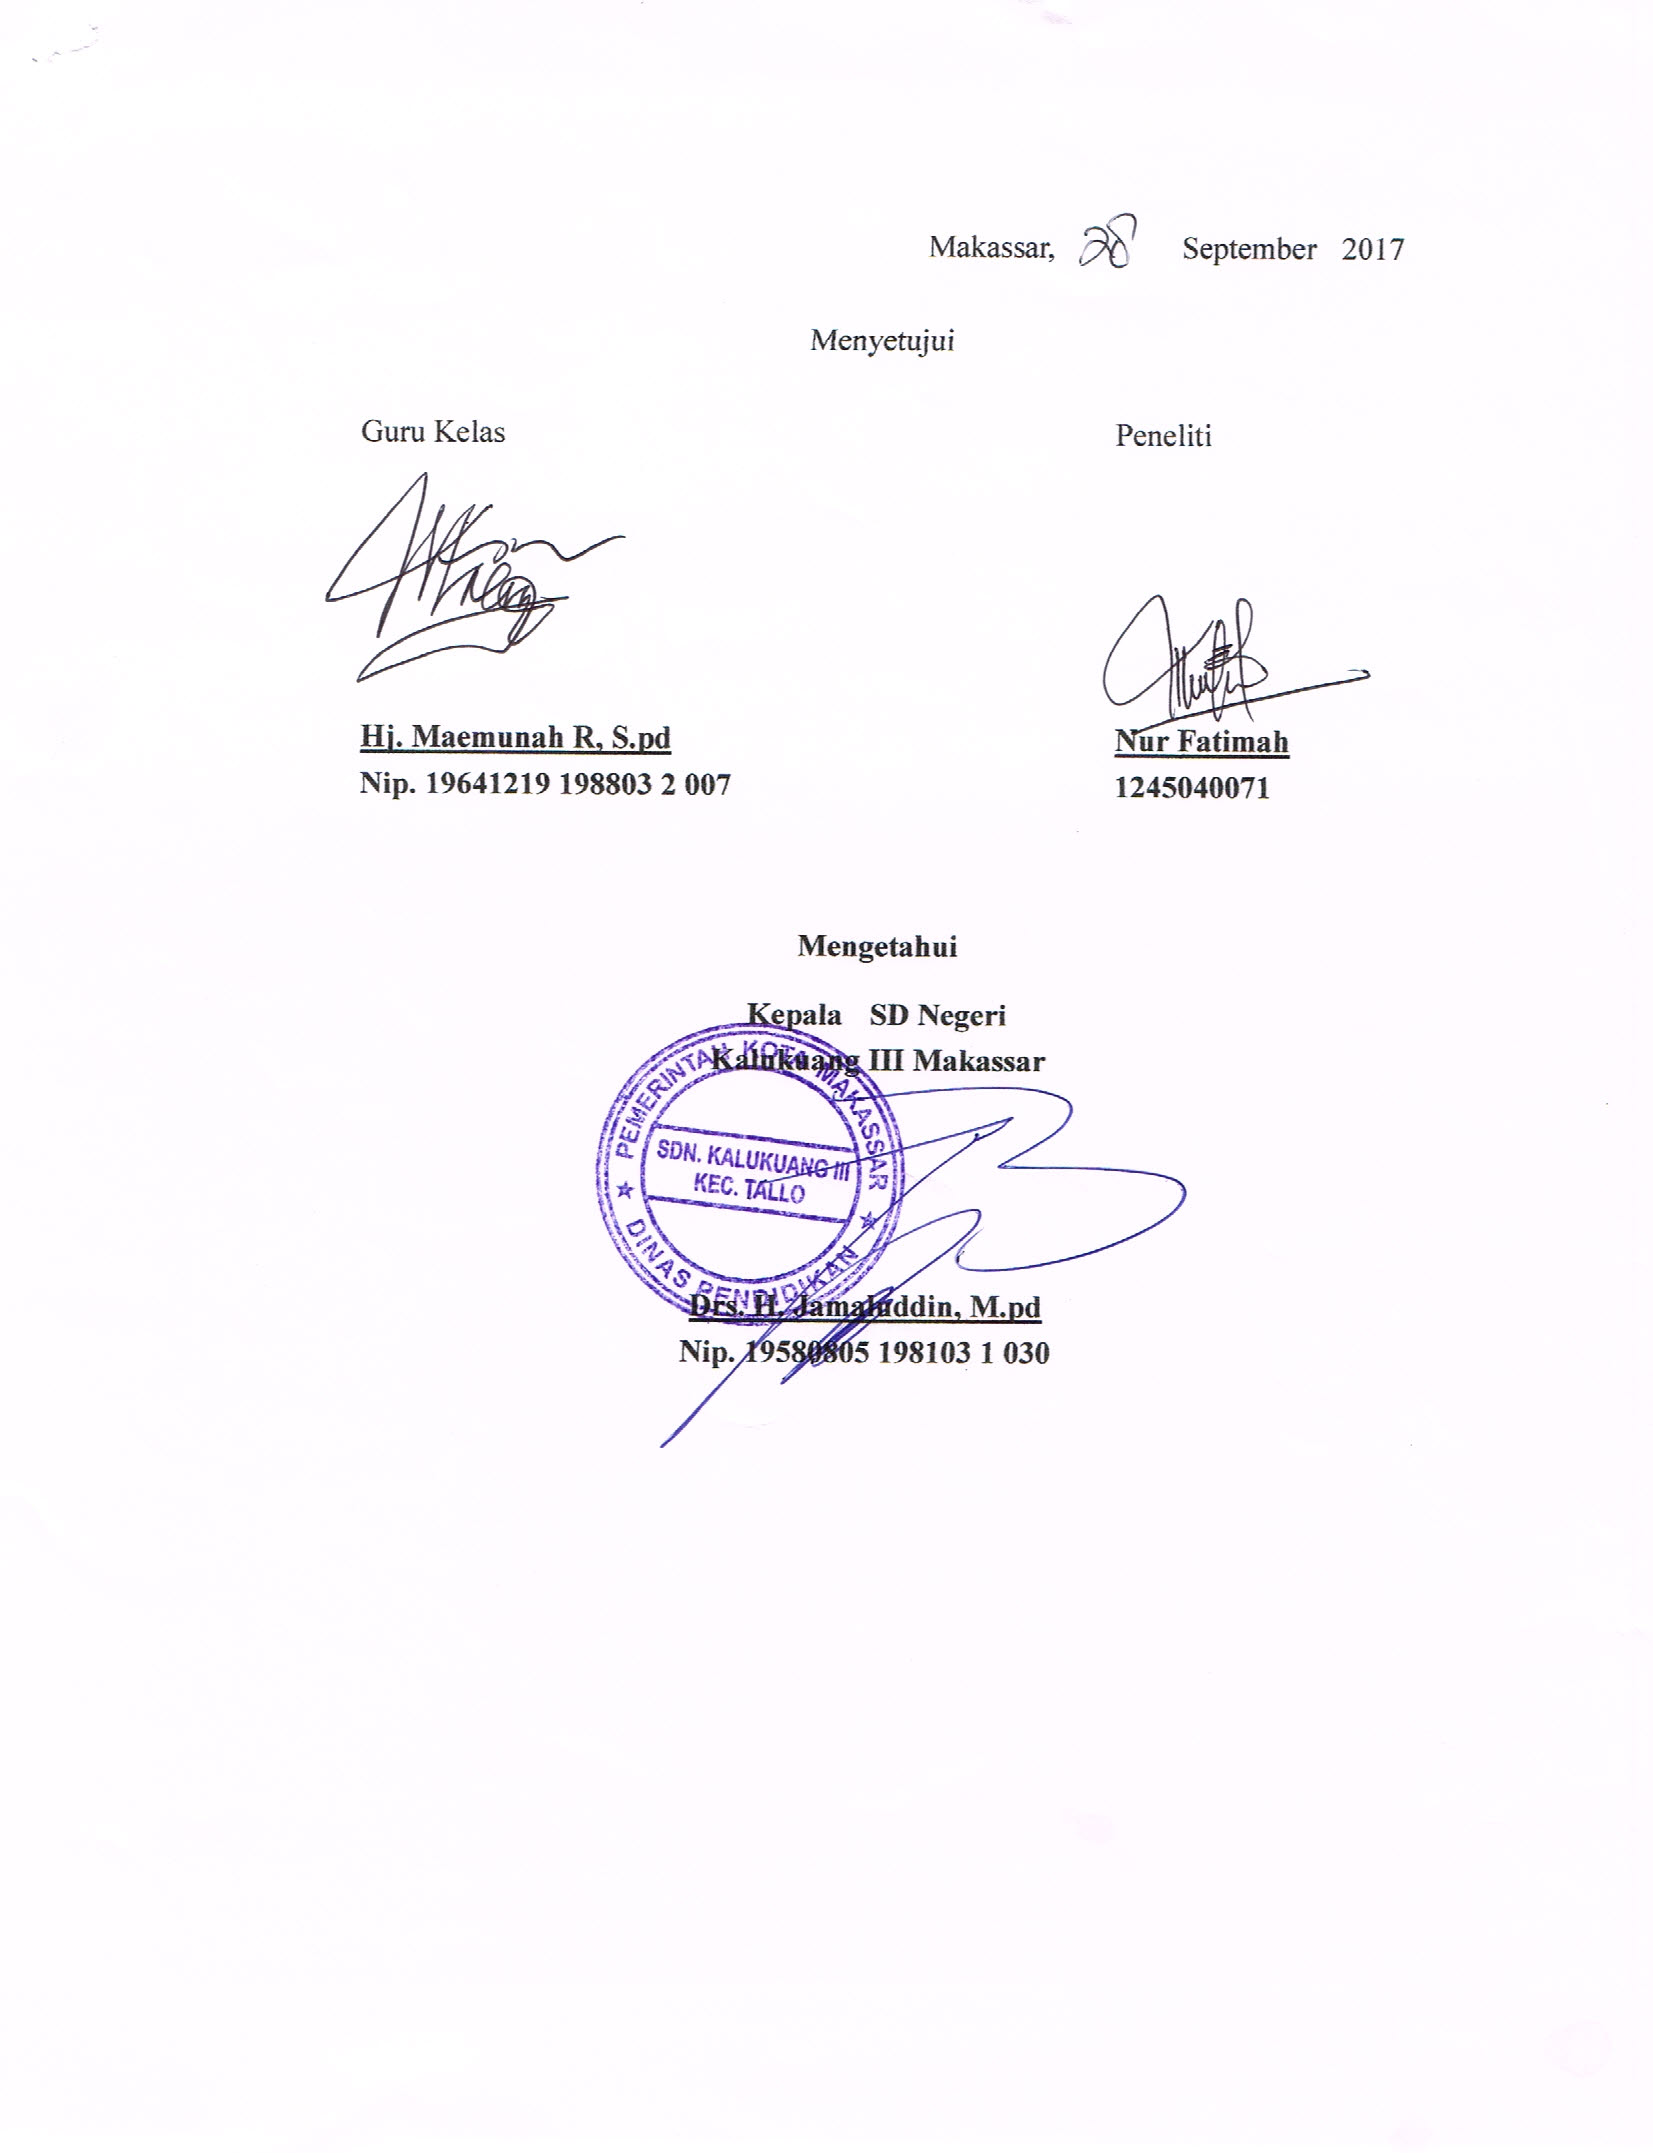 Makassar, 28 September 2017
Menyetujui
Guru Kelas
Peneliti
Hj. Maemunah R, S.pd
Nip. 19641219 198803 2 007
Nur Fatimah
1245040071
Mengetahui
Kepala SD Negeri
Kalukuang III Makassar
PEMERINTAH KOTA MAKASSAR
SDN. KALUKUANG III
KEC. TALLO
DINAS PENDIDIKAN
Drs. H. Jamaluddin, M.pd
Nip. 19580805 198103 1 030